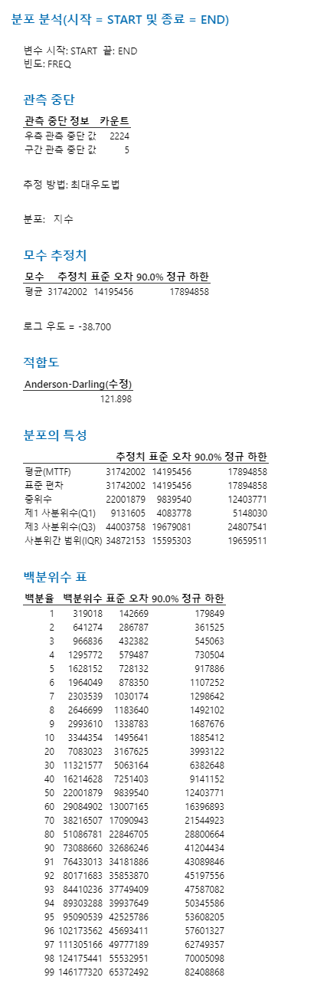 분포 분석(시작 = START 및 종료 = END)
변수 시작: START 끝: END
빈도: FREQ
관측 중단
관측 중단 정보 카운트
우측 관측 중단 값 2224
구간 관측 중단 값 5
추정 방법: 최대우도법
분포: 지수
모수 추정치
모수 추정치 표준 오차 90.0% 정규 하한
평균 31742002 14195456 17894858
로그 우도 = -38.700
적합도
Anderson-Darling(수정)
121.898
분포의 특성
추정치 표준 오차 90.0% 정규 하한
평균(MTTF) 31742002 14195456 17894858
표준 편차 31742002 14195456 17894858
중위수 22001879 9839540 12403771
제1 사분위수(Q1) 9131605 4083778 5148030
제3 사분위수(Q3) 44003758 19679081 24807541
사분위간 범위(IQR) 34872153 15595303 19659511
백분위수 표
백분율 백분위수 표준 오차 90.0% 정규 하한
1 319018 142669 179849
2 641274 286787 361525
3 966836 432382 545063
4 1295772 579487 730504
5 1628152 728132 917886
6 1964049 878350 1107252
7 2303539 1030174 1298642
8 2646699 1183640 1492102
9 2993610 1338783 1687676
10 3344354 1495641 1885412
20 7083023 3167625 3993122
30 11321577 5063164 6382648
40 16214628 7251403 9141152
50 22001879 9839540 12403771
60 29084902 13007165 16396893
70 38216507 17090943 21544923
80 51086781 22846705 28800664
90 73088660 32686246 41204434
91 76433013 34181886 43089846
92 80171683 35853870 45197556
93 84410236 37749409 47587082
94 89303288 39937649 50345586
95 95090539 42525786 53608205
96 102173562 45693411 57601327
97 111305166 49777189 62749357
98 124175441 55532951 70005098
99 146177320 65372492 82408868